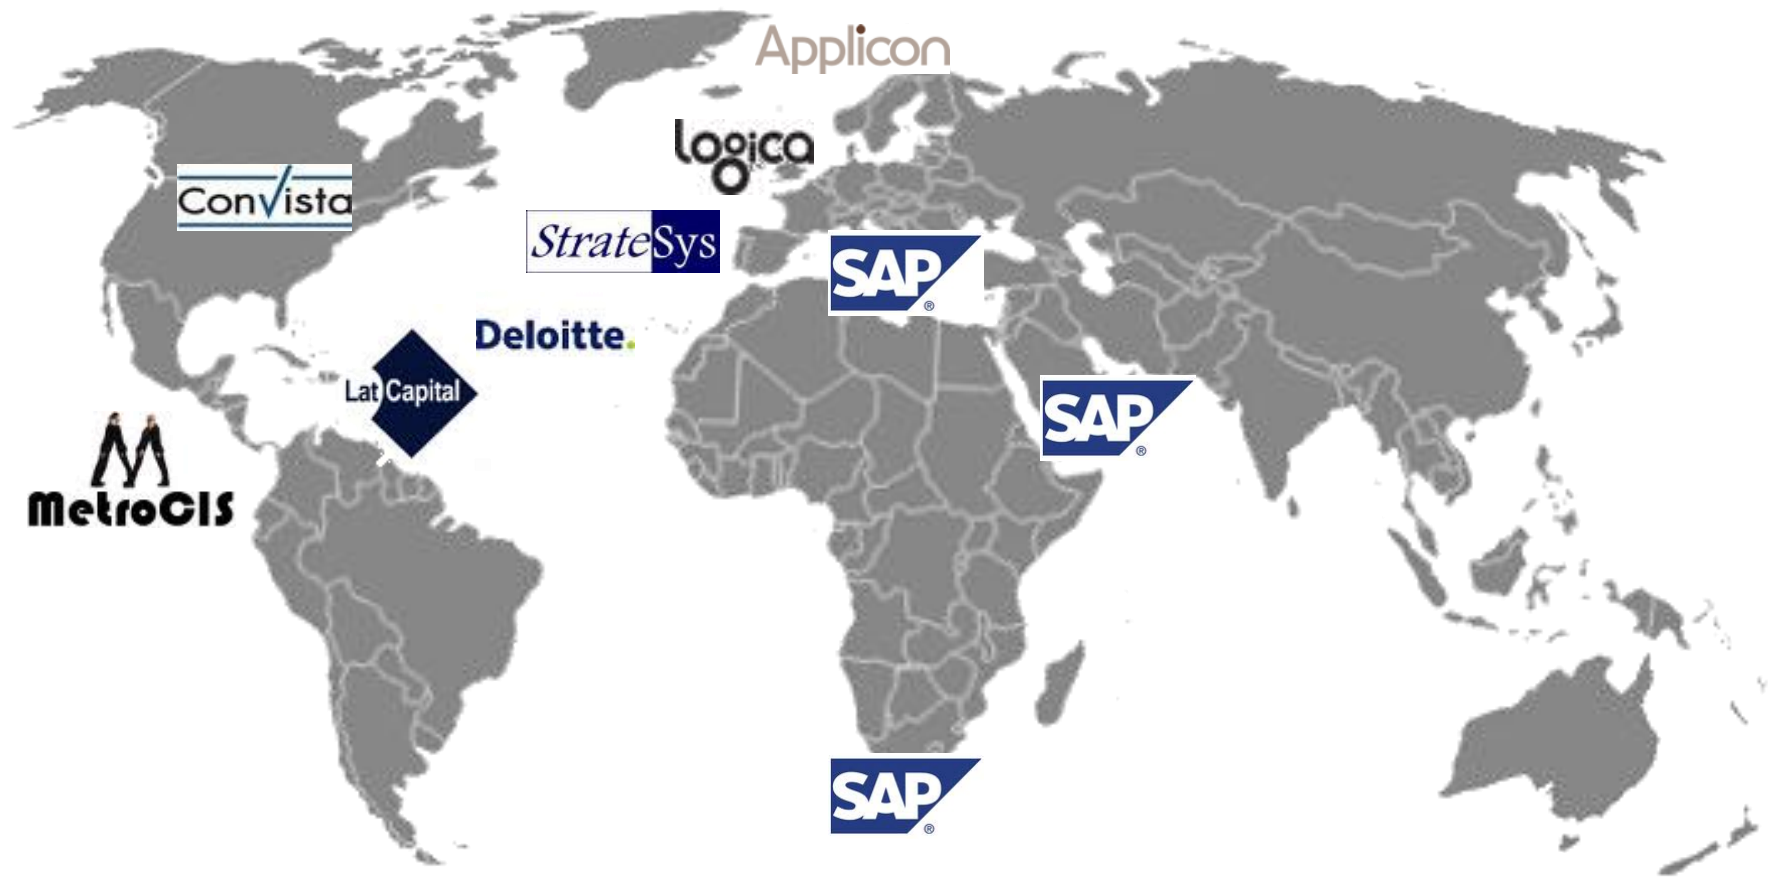 Applicon
Logica
ConVista
StrateSys
SAP
®
Deloitte.
Lat Capital
SAP
®
MetroCIS
SAP
®